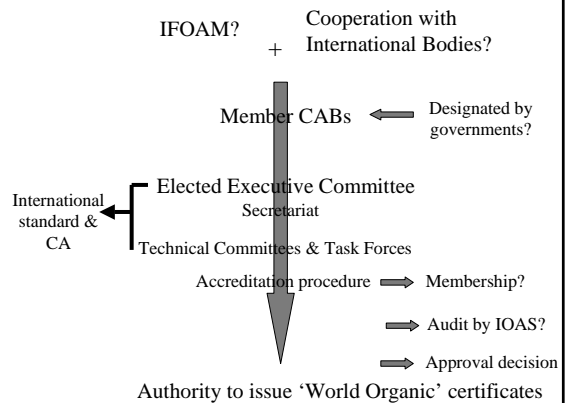 IFOAM?
+
Cooperation with
International Bodies?
Member CABs
Designated by
governments?
Elected Executive Committee
Secretariat
International
standard &
CA
Technical Committees & Task Forces
Accreditation procedure
Membership?
Audit by IOAS?
Approval decision
Authority to issue ‘World Organic’ certificates